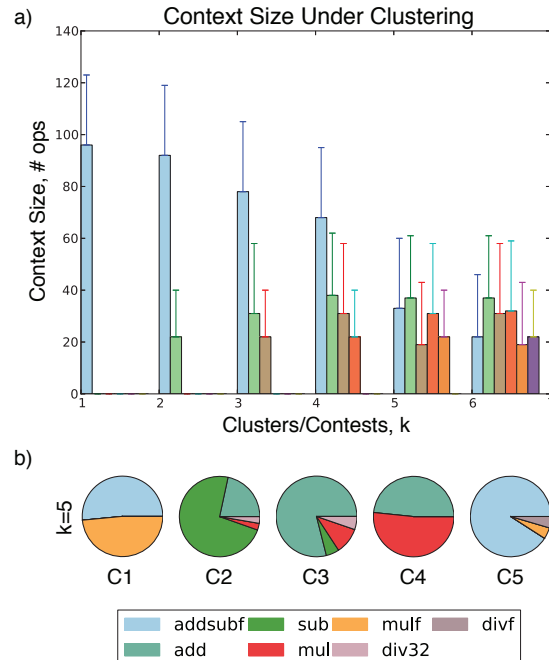 a)
Context Size Under Clustering
140
120
100
80
60
40
20
0
Context Size, # ops
1 2 3 4 5 6 7
Clusters/Contests, k
b)
k=5
C1 C2 C3 C4 C5
addsubf sub mulf divf
add mul div32